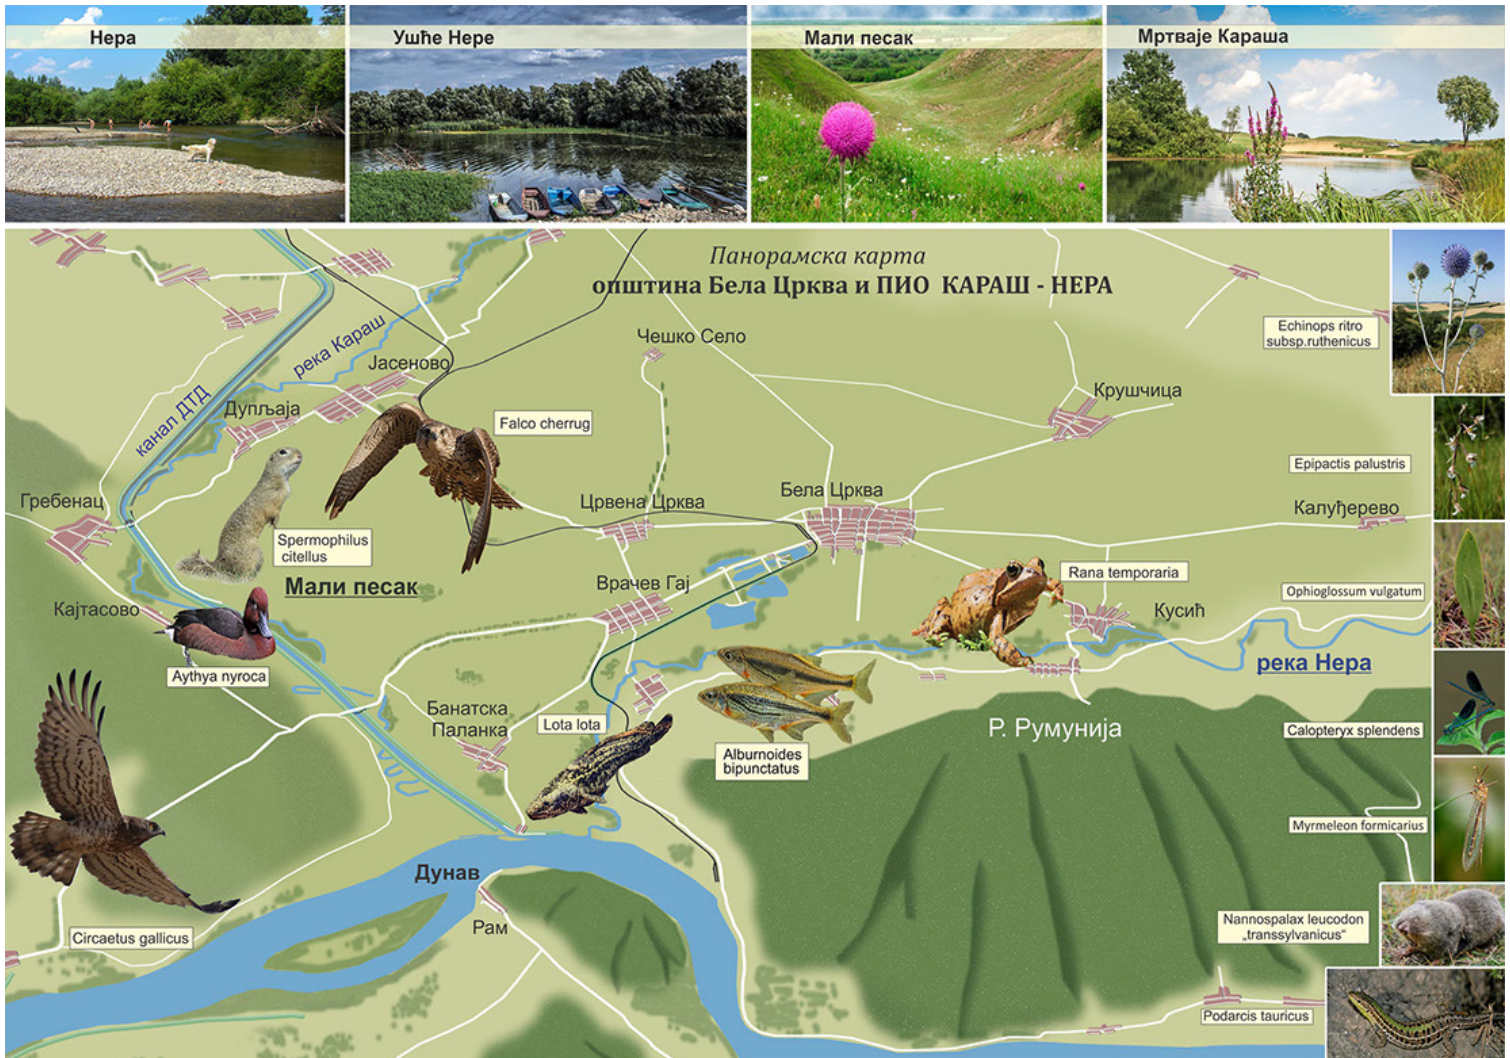 Нера
Ушће Нере
Мали песак
Мртваје Караша
Панорамска карта
општина Бела Црква и ПИО КАРАШ - НЕРА
Echinops ritro
subsp.ruthenicus
Чешко Село
река Караш
Јасеново
канал ДТД
Дупљаја
Крушчица
Falco cherrug
Epipactis palustris
Гребенац
Црвена Црква
Бела Црква
Калуђерево
Spermophilus
citellus
Мали песак
Врачев Гај
Rana temporaria
Ophioglossum vulgatum
Кајтасово
Кусић
река Нера
Aythya nyroca
Банатска
Паланка
Lota lota
Alburnoides
bipunctatus
Р. Румунија
Calopteryx splendens
Myrmeleon formicarius
Дунав
Рам
Circaetus gallicus
Nannospalax leucodon
„transsylvanicus“
Podarcis tauricus